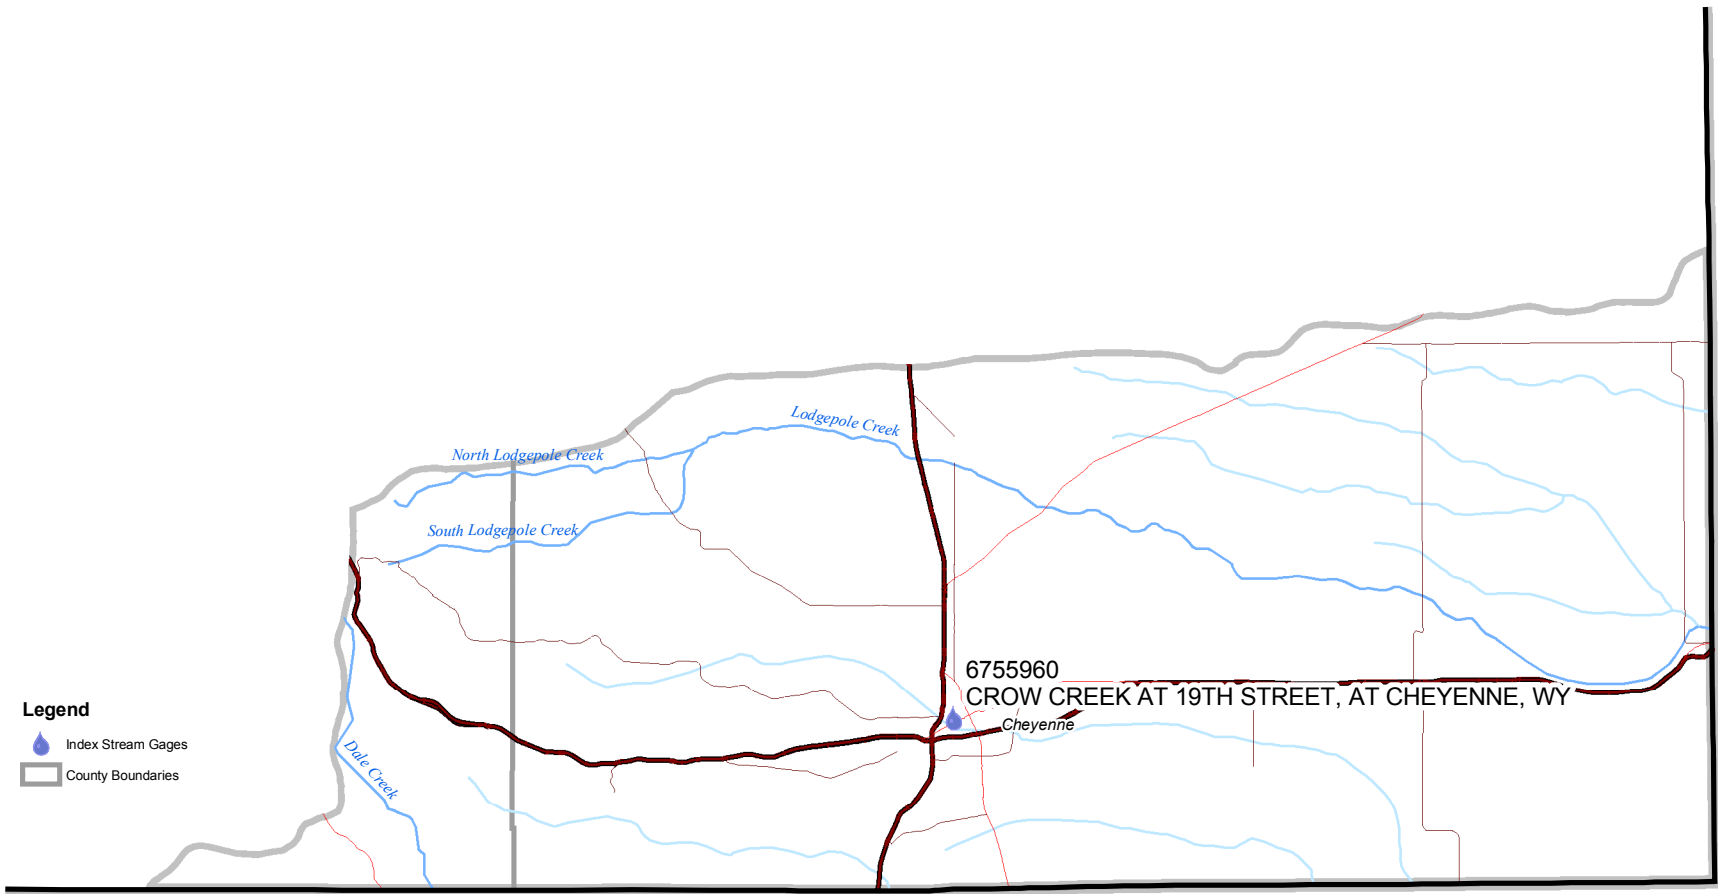 Lodgepole Creek
North Lodgepole Creek
South Lodgepole Creek
6755960
CROW CREEK AT 19TH STREET, AT CHEYENNE, WY
Cheyenne
Dale Creek
Legend
Index Stream Gages
County Boundaries